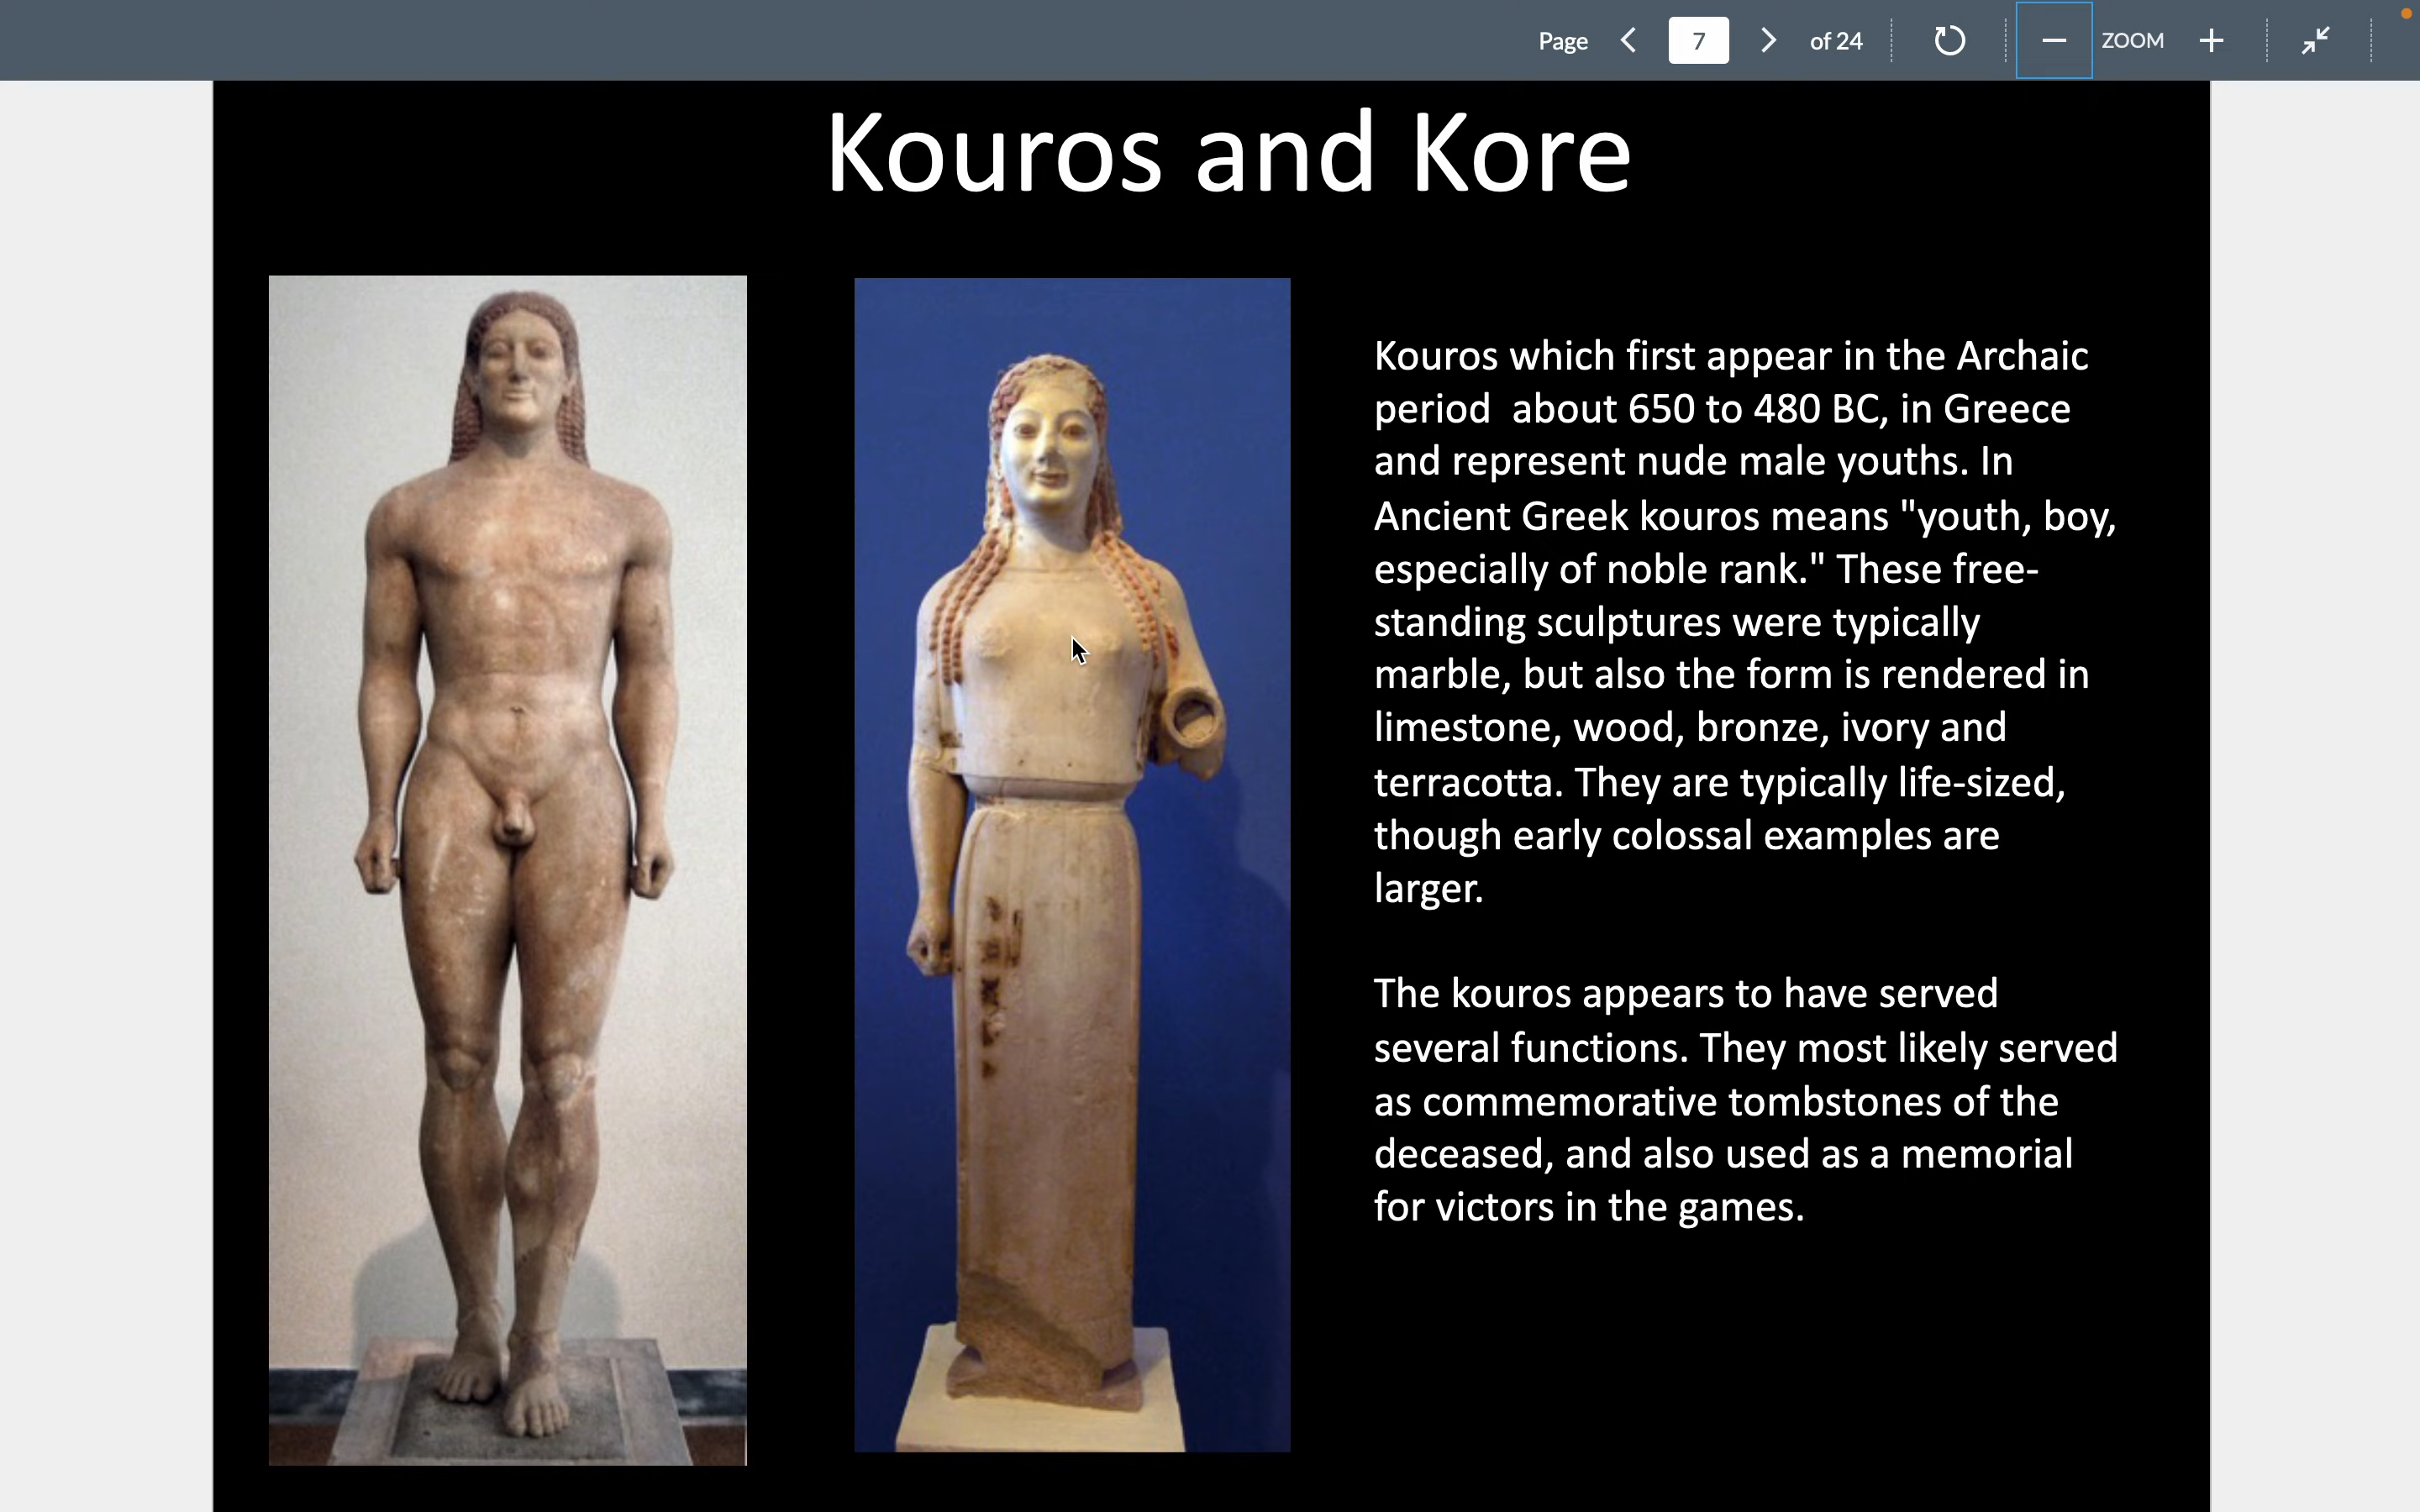 Page 7 of 24 ZOOM
Kouros and Kore
Kouros which first appear in the Archaic
period  about 650 to 480 BC, in Greece
and represent nude male youths. In
Ancient Greek kouros means "youth, boy,
especially of noble rank." These free-
standing sculptures were typically
marble, but also the form is rendered in
limestone, wood, bronze, ivory and
terracotta. They are typically life-sized,
though early colossal examples are
larger.
The kouros appears to have served
several functions. They most likely served
as commemorative tombstones of the
deceased, and also used as a memorial
for victors in the games.